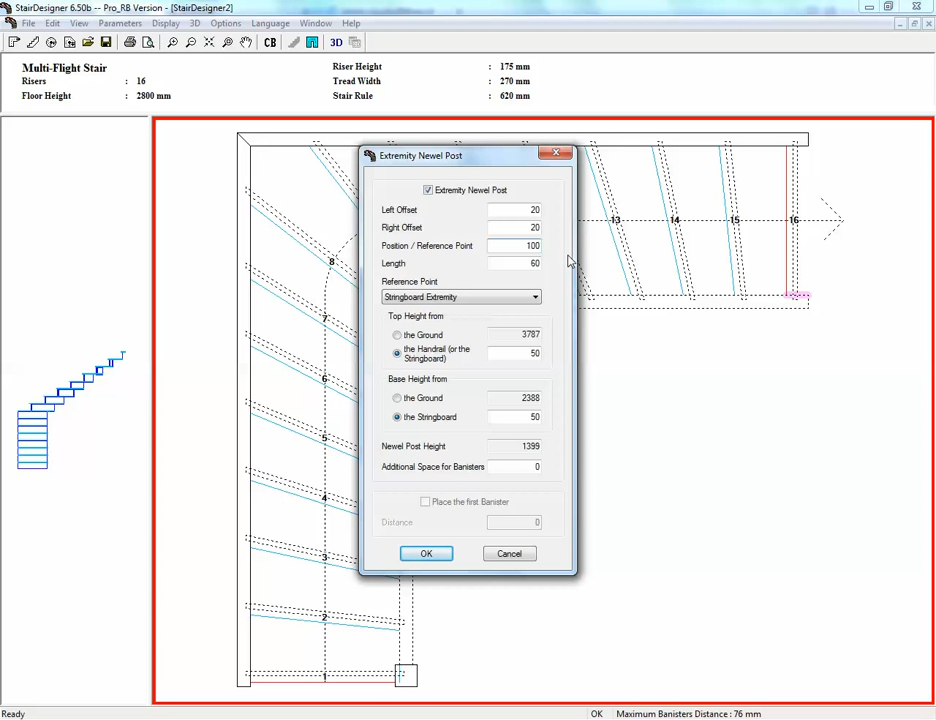 StairDesigner 6.50b - Pro_RB Version - [StairDesigner2]
File Edit View Parameters Display 3D Options Language Window Help
CB 3D
Multi-Flight Stair
Risers : 16
Floor Height : 2800 mm
Riser Height : 175 mm
Tread Width : 270 mm
Stair Rule : 620 mm
Extremity Newel Post
Extremity Newel Post
Left Offset 20
Right Offset 20
Position / Reference Point 100
Length 60
Reference Point
Stringboard Extremity
Top Height from
the Ground 3787
the Handrail (or the
Stringboard) 50
Base Height from
the Ground 2388
the Stringboard 50
Newel Post Height 1399
Additional Space for Banisters 0
Place the first Banister
Distance 0
OK Cancel
13 14 15 16
8
7
6
5
4
3
2
1
Ready OK Maximum Banisters Distance : 76 mm